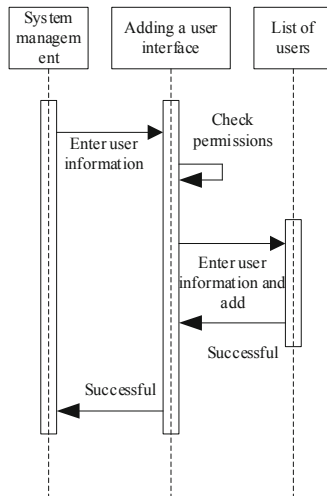 System
managem
ent
Adding a user
interface
List of
users
Check
permissions
Enter user
information
Enter user
information and
add
Successful
Successful